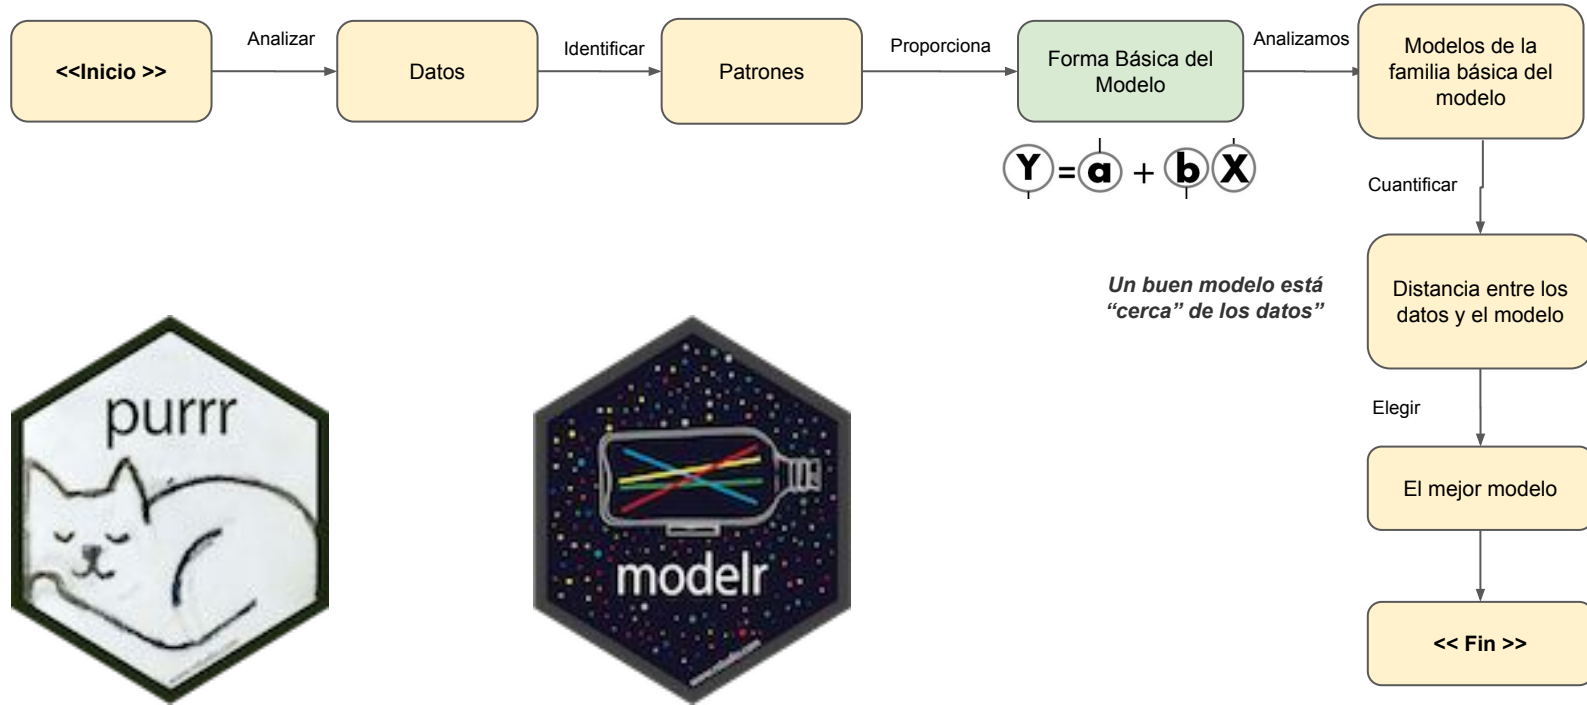 <<Inicio >>
Analizar
Datos
Identificar
Patrones
Proporciona
Forma Básica del
Modelo
Analizamos
Modelos de la
familia básica del
modelo
Y = a + b X
Cuantificar
Un buen modelo está
“cerca” de los datos”
Distancia entre los
datos y el modelo
Elegir
El mejor modelo
<< Fin >>
purrr
modelr